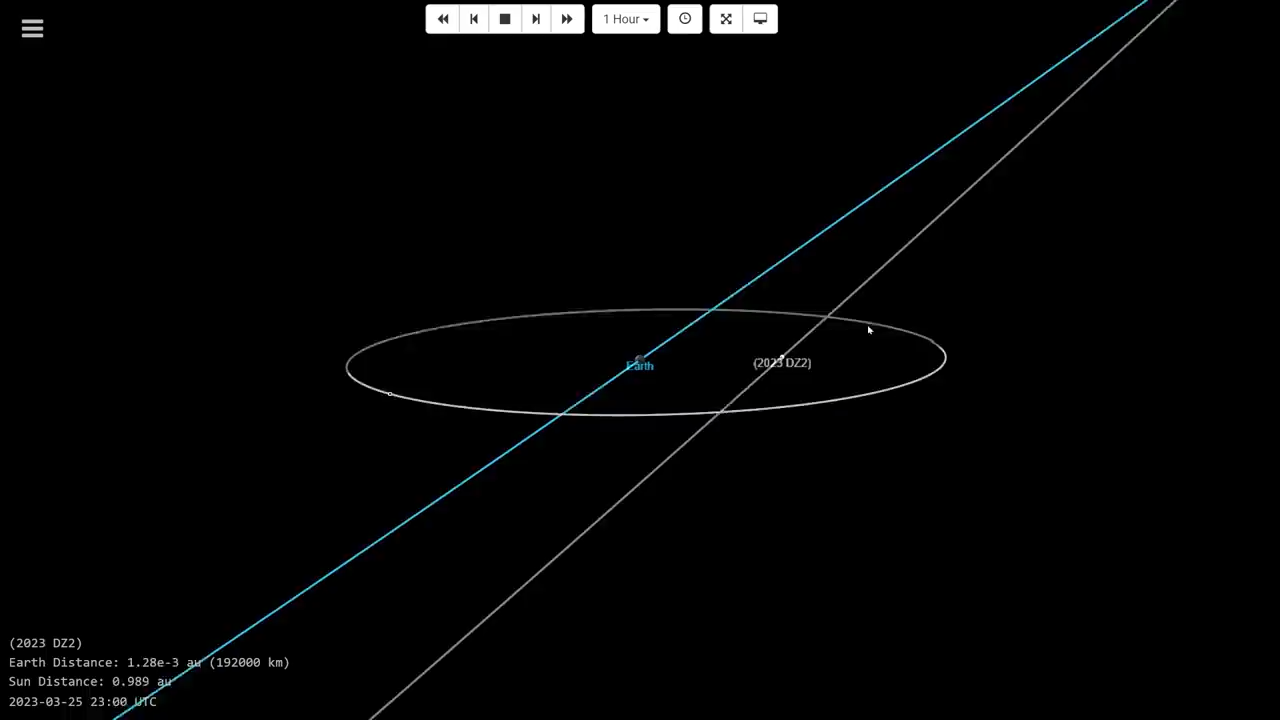 1 Hour
Earth
(2023 DZ2)
(2023 DZ2)
Earth Distance: 1.28e-3 au (192000 km)
Sun Distance: 0.989 au
2023-03-25 23:00 UTC